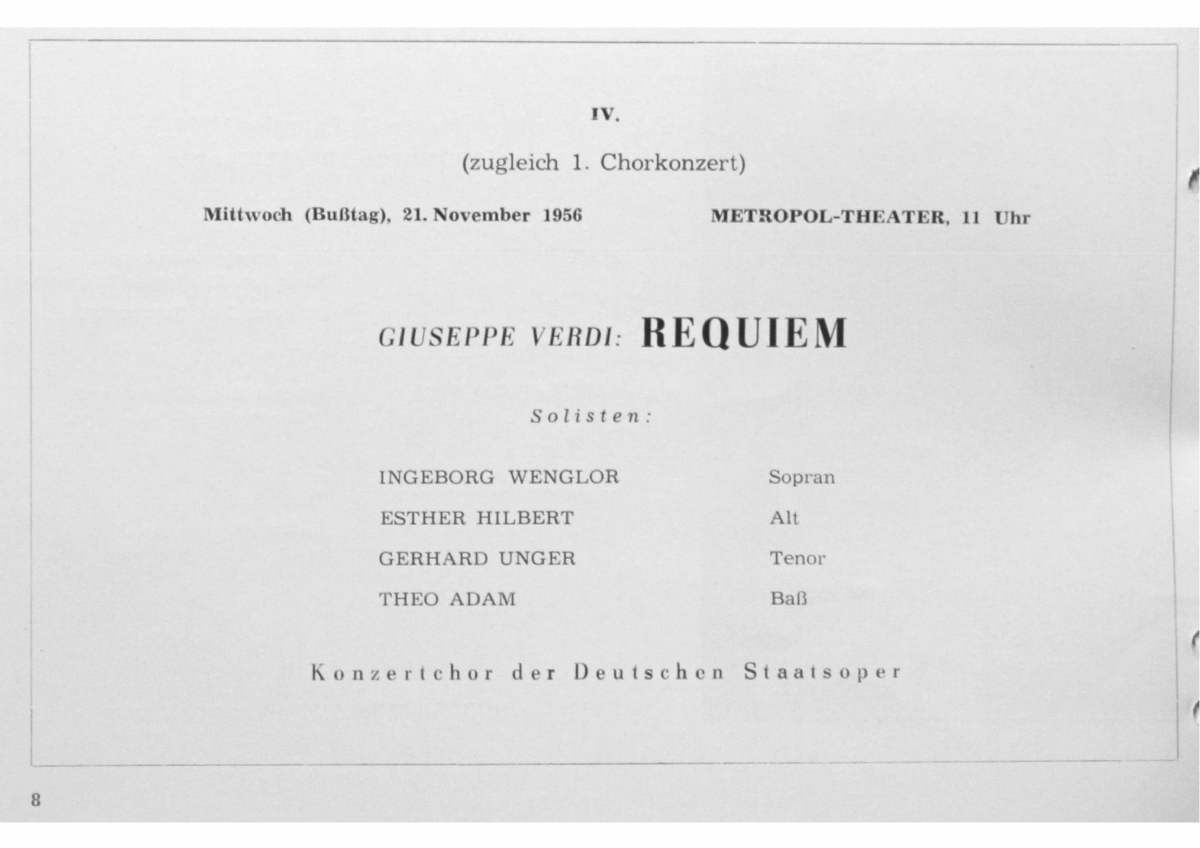 IV.
(zugleich 1. Chorkonzert)
Mittwoch (Bußtag), 21. November 1956 METROPOL-THEATER, 11 Uhr
GIUSEPPE VERDI: REQUIEM
Solisten:
INGEBORG WENGLOR Sopran
ESTHER HILBERT Alt
GERHARD UNGER Tenor
THEO ADAM Baß
Konzertchor der Deutschen Staatsoper
8